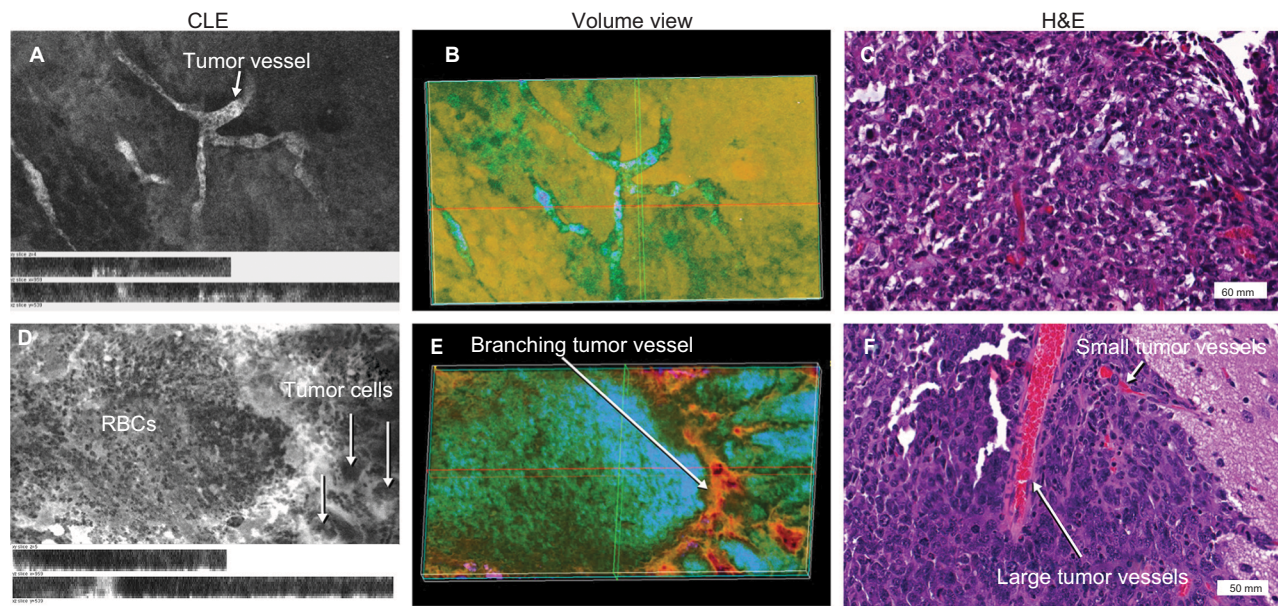 CLE
Volume view
H&E
A
Tumor vessel
B
C
60 mm
D
RBCs
Tumor cells
E
Branching tumor vessel
F
Small tumor vessels
Large tumor vessels
50 mm